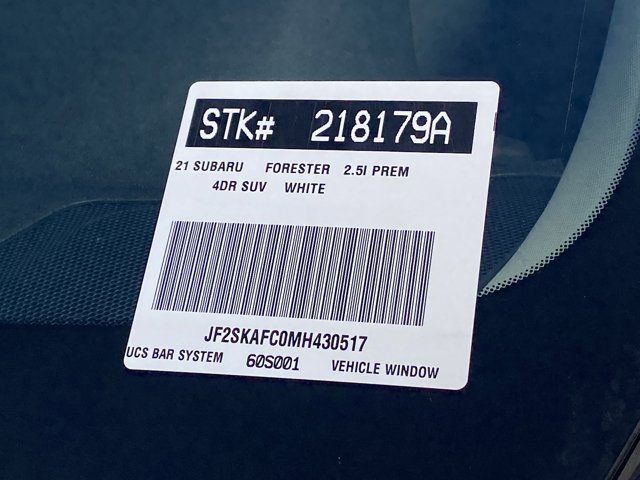 STK# 218179A
21 SUBARU FORESTER 2.5I PREM
4DR SUV WHITE
JF2SKAFC0MH430517
UCS BAR SYSTEM 60S001 VEHICLE WINDOW